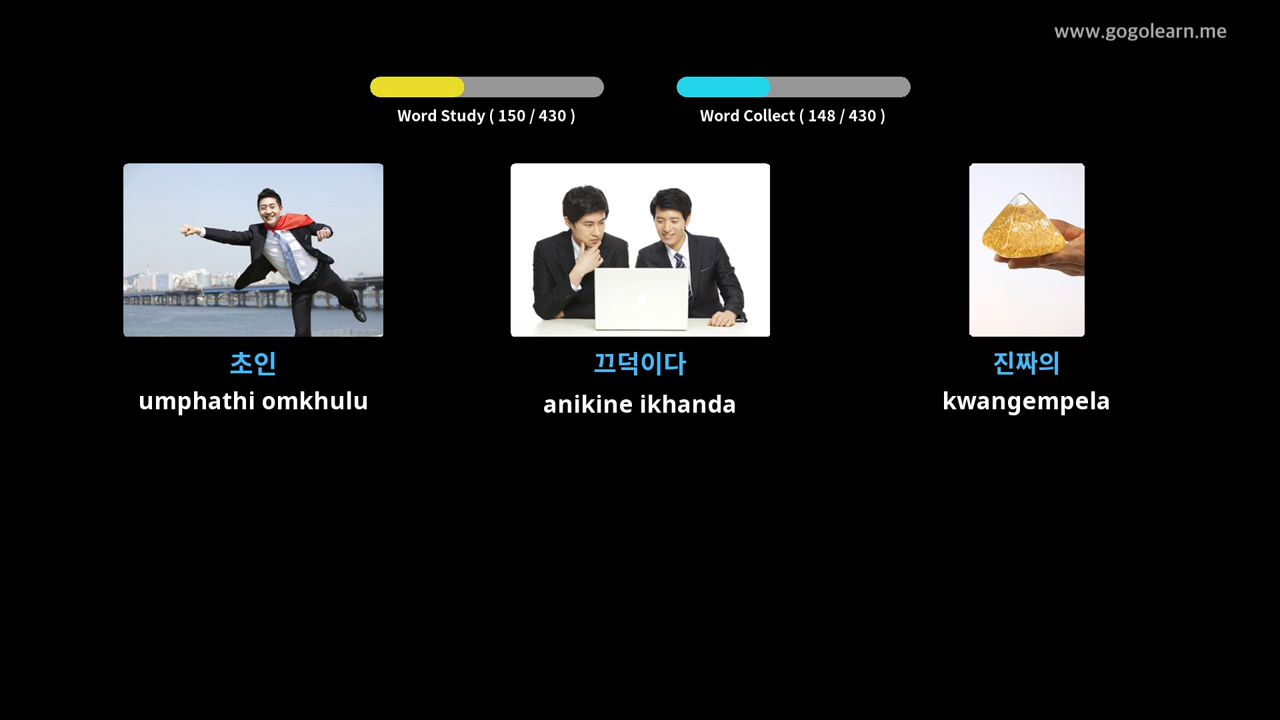 www.gogolearn.me
Word Study ( 150 / 430 )
Word Collect ( 148 / 430 )
초인
umphathi omkhulu
끄덕이다
anikine ikhanda
진짜의
kwangempela